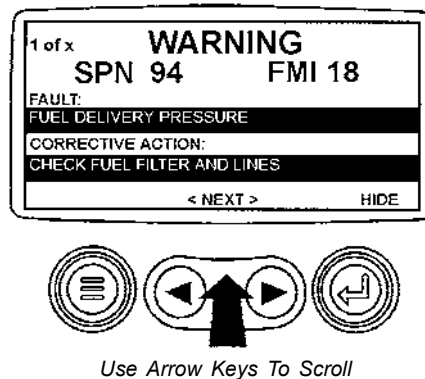 1 of x WARNING
SPN 94 FMI 18
FAULT:
FUEL DELIVERY PRESSURE
CORRECTIVE ACTION:
CHECK FUEL FILTER AND LINES
< NEXT > HIDE
Use Arrow Keys To Scroll